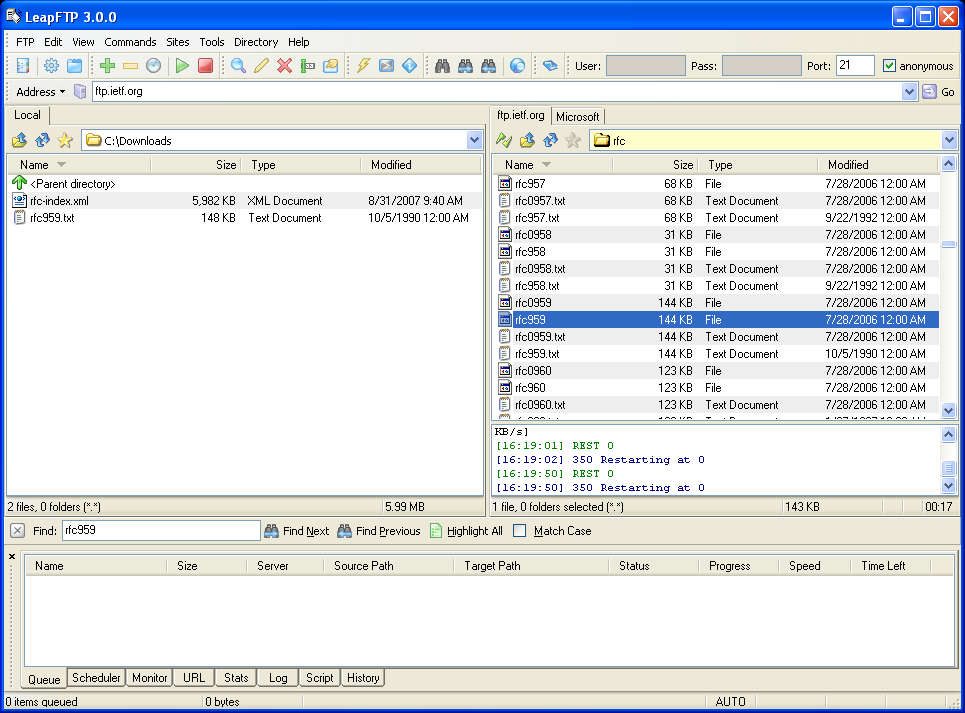 LeapFTP 3.0.0
FTP Edit View Commands Sites Tools Directory Help
User: Pass: Port: 21 anonymous
Address ftp.ietf.org Go
Local
C:\Downloads
Name Size Type Modified
<Parent directory>
rfc-index.xml 5,982 KB XML Document 8/31/2007 9:40 AM
rfc959.txt 148 KB Text Document 10/5/1990 12:00 AM
2 files, 0 folders (*.*) 5.99 MB
ftp.ietf.org Microsoft
rfc
Name Size Type Modified
rfc957 68 KB File 7/28/2006 12:00 AM
rfc0957.txt 68 KB Text Document 7/28/2006 12:00 AM
rfc957.txt 68 KB Text Document 9/22/1992 12:00 AM
rfc0958 31 KB File 7/28/2006 12:00 AM
rfc958 31 KB File 7/28/2006 12:00 AM
rfc0958.txt 31 KB Text Document 7/28/2006 12:00 AM
rfc958.txt 31 KB Text Document 9/22/1992 12:00 AM
rfc0959 144 KB File 7/28/2006 12:00 AM
rfc959 144 KB File 7/28/2006 12:00 AM
rfc0959.txt 144 KB Text Document 7/28/2006 12:00 AM
rfc959.txt 144 KB Text Document 10/5/1990 12:00 AM
rfc0960 123 KB File 7/28/2006 12:00 AM
rfc960 123 KB File 7/28/2006 12:00 AM
rfc0960.txt 123 KB Text Document 7/28/2006 12:00 AM
KB/s]
[16:19:01] REST 0
[16:19:02] 350 Restarting at 0
[16:19:50] REST 0
[16:19:50] 350 Restarting at 0
1 file, 0 folders selected (*.*) 143 KB 00:17
Find: rfc959 Find Next Find Previous Highlight All Match Case
Name Size Server Source Path Target Path Status Progress Speed Time Left
Queue Scheduler Monitor URL Stats Log Script History
0 items queued 0 bytes AUTO